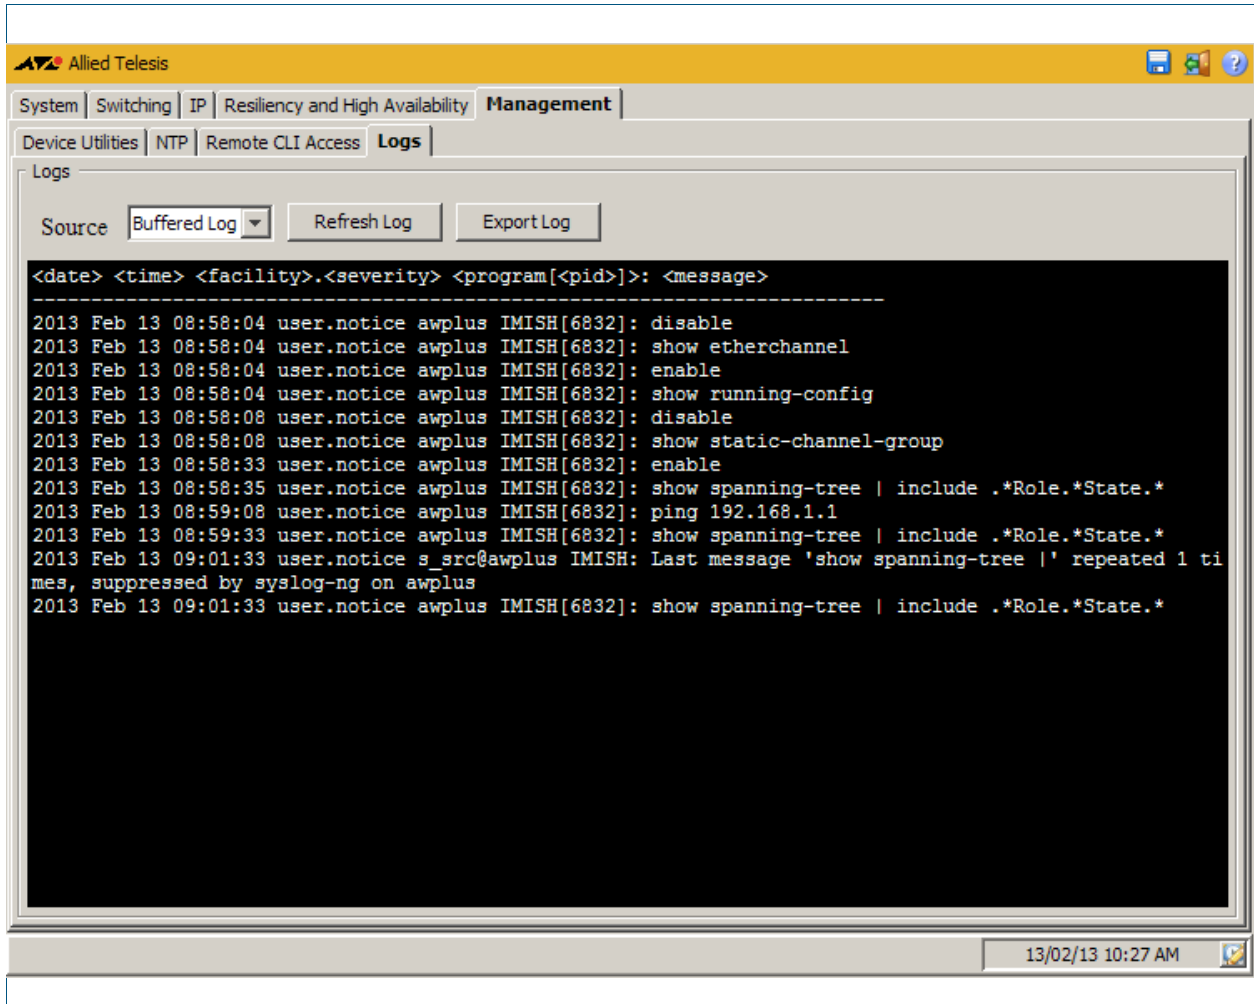 Allied Telesis
System Switching IP Resiliency and High Availability Management
Device Utilities NTP Remote CLI Access Logs
Logs
Source Buffered Log Refresh Log Export Log
<date> <time> <facility>.<severity> <program[<pid>]>: <message>
-------------------------------------------------------------------------
2013 Feb 13 08:58:04 user.notice awplus IMISH[6832]: disable
2013 Feb 13 08:58:04 user.notice awplus IMISH[6832]: show etherchannel
2013 Feb 13 08:58:04 user.notice awplus IMISH[6832]: enable
2013 Feb 13 08:58:04 user.notice awplus IMISH[6832]: show running-config
2013 Feb 13 08:58:08 user.notice awplus IMISH[6832]: disable
2013 Feb 13 08:58:08 user.notice awplus IMISH[6832]: show static-channel-group
2013 Feb 13 08:58:33 user.notice awplus IMISH[6832]: enable
2013 Feb 13 08:58:35 user.notice awplus IMISH[6832]: show spanning-tree | include .*Role.*State.*
2013 Feb 13 08:59:08 user.notice awplus IMISH[6832]: ping 192.168.1.1
2013 Feb 13 08:59:33 user.notice awplus IMISH[6832]: show spanning-tree | include .*Role.*State.*
2013 Feb 13 09:01:33 user.notice s_src@awplus IMISH: Last message 'show spanning-tree |' repeated 1 ti
mes, suppressed by syslog-ng on awplus
2013 Feb 13 09:01:33 user.notice awplus IMISH[6832]: show spanning-tree | include .*Role.*State.*
13/02/13 10:27 AM